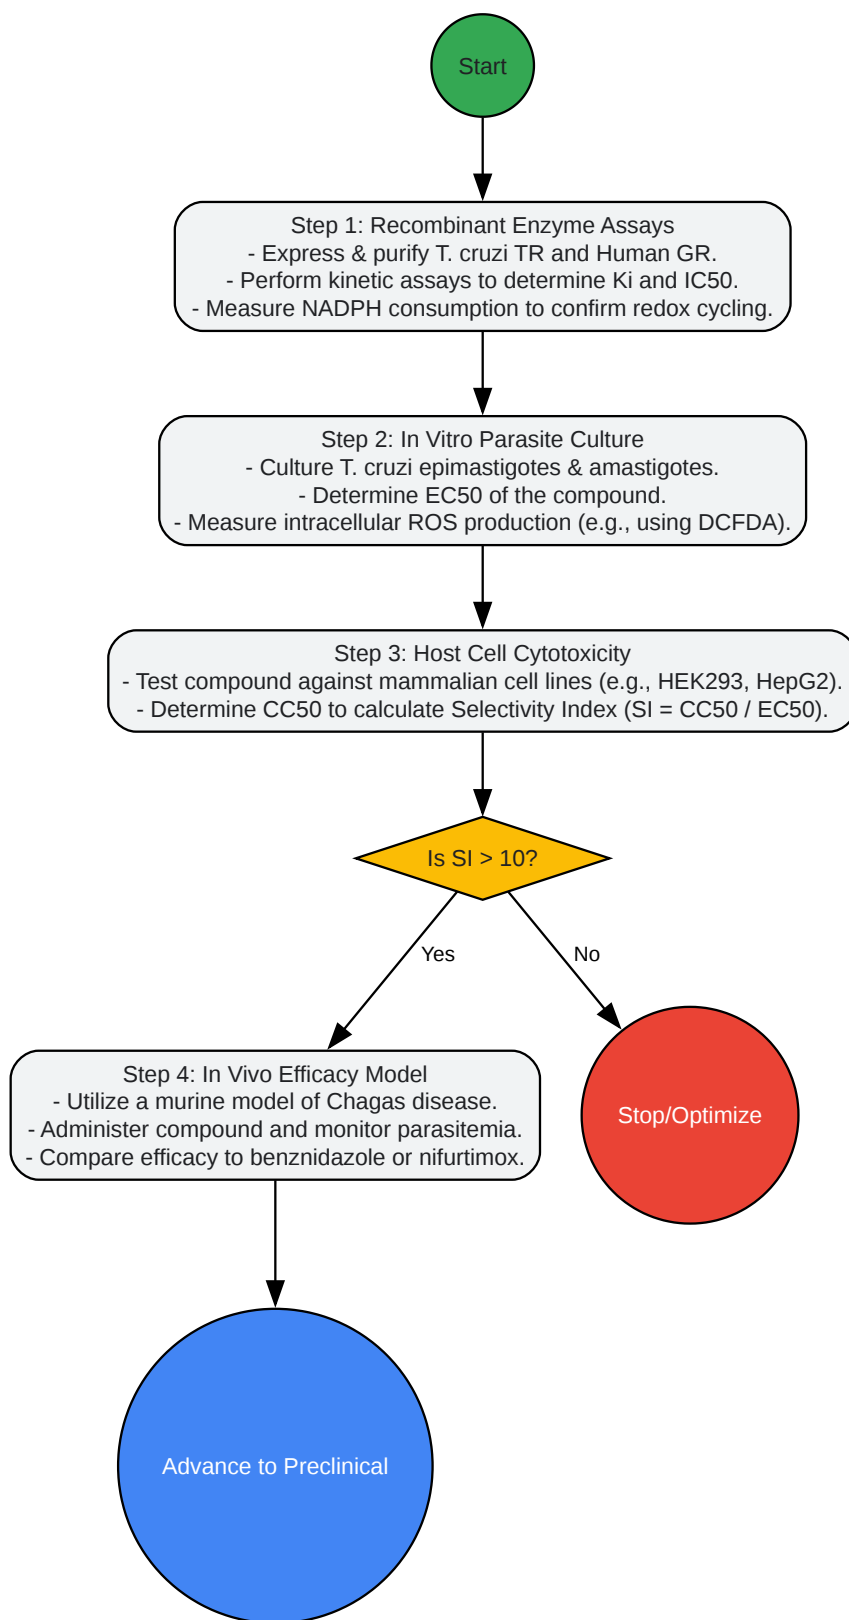 Start
Step 1: Recombinant Enzyme Assays
- Express & purify T. cruzi TR and Human GR.
- Perform kinetic assays to determine Ki and IC50.
- Measure NADPH consumption to confirm redox cycling.
Step 2: In Vitro Parasite Culture
- Culture T. cruzi epimastigotes & amastigotes.
- Determine EC50 of the compound.
- Measure intracellular ROS production (e.g., using DCFDA).
Step 3: Host Cell Cytotoxicity
- Test compound against mammalian cell lines (e.g., HEK293, HepG2).
- Determine CC50 to calculate Selectivity Index (SI = CC50 / EC50).
Is SI > 10?
Yes
No
Step 4: In Vivo Efficacy Model
- Utilize a murine model of Chagas disease.
- Administer compound and monitor parasitemia.
- Compare efficacy to benznidazole or nifurtimox.
Stop/Optimize
Advance to Preclinical